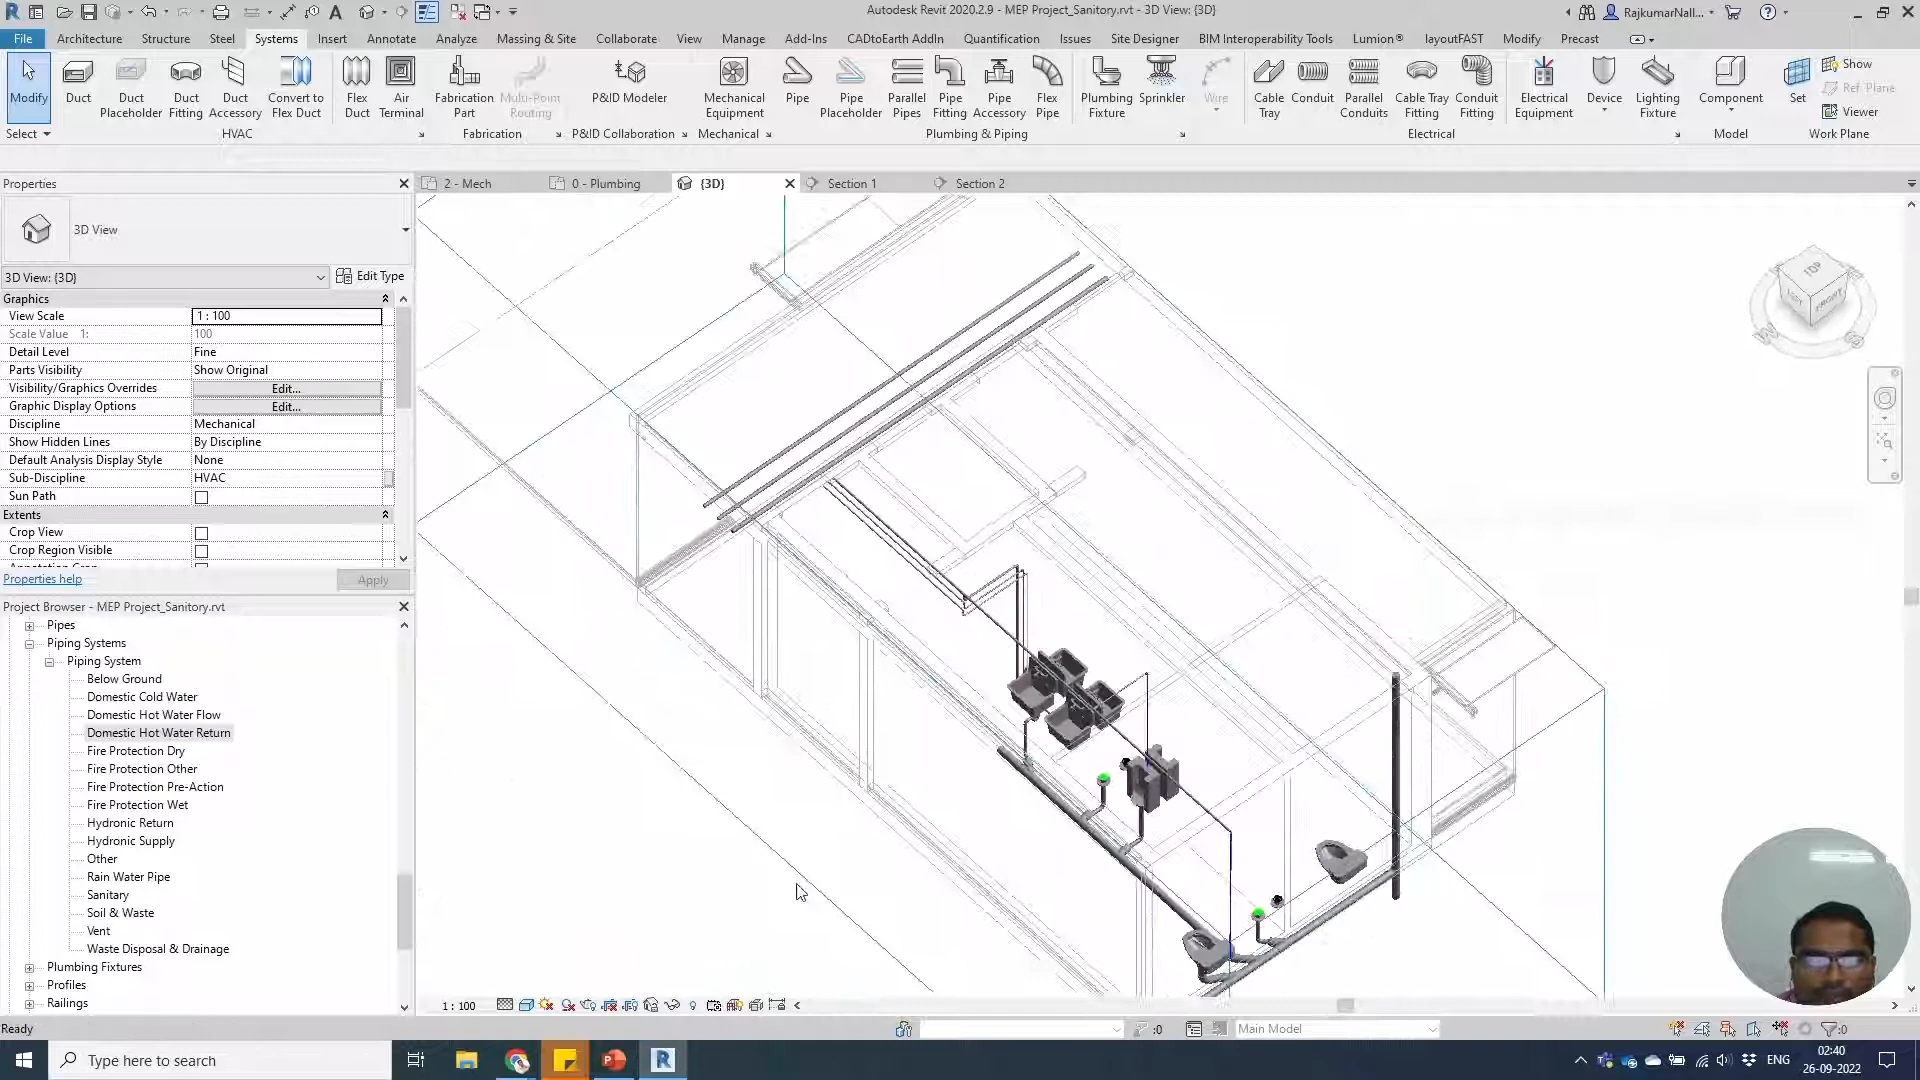 Autodesk Revit 2020.2.9 - MEP Project_Sanitory.rvt - 3D View: {3D}
RajkumarNall...
File Architecture Structure Steel Systems Insert Annotate Analyze Massing & Site Collaborate View Manage Add-Ins CADtoEarth AddIn Quantification Issues Site Designer BIM Interoperability Tools Lumion® layoutFAST Modify Precast
Modify
Duct
Duct Placeholder
Duct Fitting
Duct Accessory
Convert to Flex Duct
Flex Duct
Air Terminal
Fabrication Part
Multi-Point Routing
P&ID Modeler
Mechanical Equipment
Pipe
Pipe Placeholder
Parallel Pipes
Pipe Fitting
Pipe Accessory
Flex Pipe
Plumbing Fixture
Sprinkler
Wire
Cable Tray
Conduit
Parallel Conduits
Cable Tray Fitting
Conduit Fitting
Electrical Equipment
Device
Lighting Fixture
Component
Set
Show
Ref Plane
Viewer
Select HVAC Fabrication P&ID Collaboration Mechanical Plumbing & Piping Electrical Model Work Plane
Properties
2 - Mech 0 - Plumbing {3D} Section 1 Section 2
3D View
3D View: {3D} Edit Type
Graphics
View Scale 1 : 100
Scale Value 1: 100
Detail Level Fine
Parts Visibility Show Original
Visibility/Graphics Overrides Edit...
Graphic Display Options Edit...
Discipline Mechanical
Show Hidden Lines By Discipline
Default Analysis Display Style None
Sub-Discipline HVAC
Sun Path
Extents
Crop View
Crop Region Visible
Properties help Apply
Project Browser - MEP Project_Sanitory.rvt
Pipes
Piping Systems
Piping System
Below Ground
Domestic Cold Water
Domestic Hot Water Flow
Domestic Hot Water Return
Fire Protection Dry
Fire Protection Other
Fire Protection Pre-Action
Fire Protection Wet
Hydronic Return
Hydronic Supply
Other
Rain Water Pipe
Sanitary
Soil & Waste
Vent
Waste Disposal & Drainage
Plumbing Fixtures
Profiles
Railings
TOP
FRONT
1 : 100
Ready
:0
Main Model
:0
Type here to search
ENG
02:40
26-09-2022